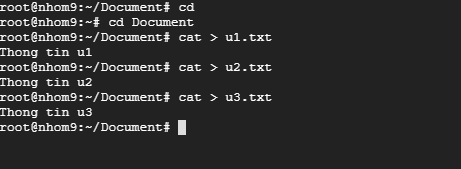 root@nhom9:~/Document# cd
root@nhom9:~# cd Document
root@nhom9:~/Document# cat > u1.txt
Thong tin u1
root@nhom9:~/Document# cat > u2.txt
Thong tin u2
root@nhom9:~/Document# cat > u3.txt
Thong tin u3
root@nhom9:~/Document#